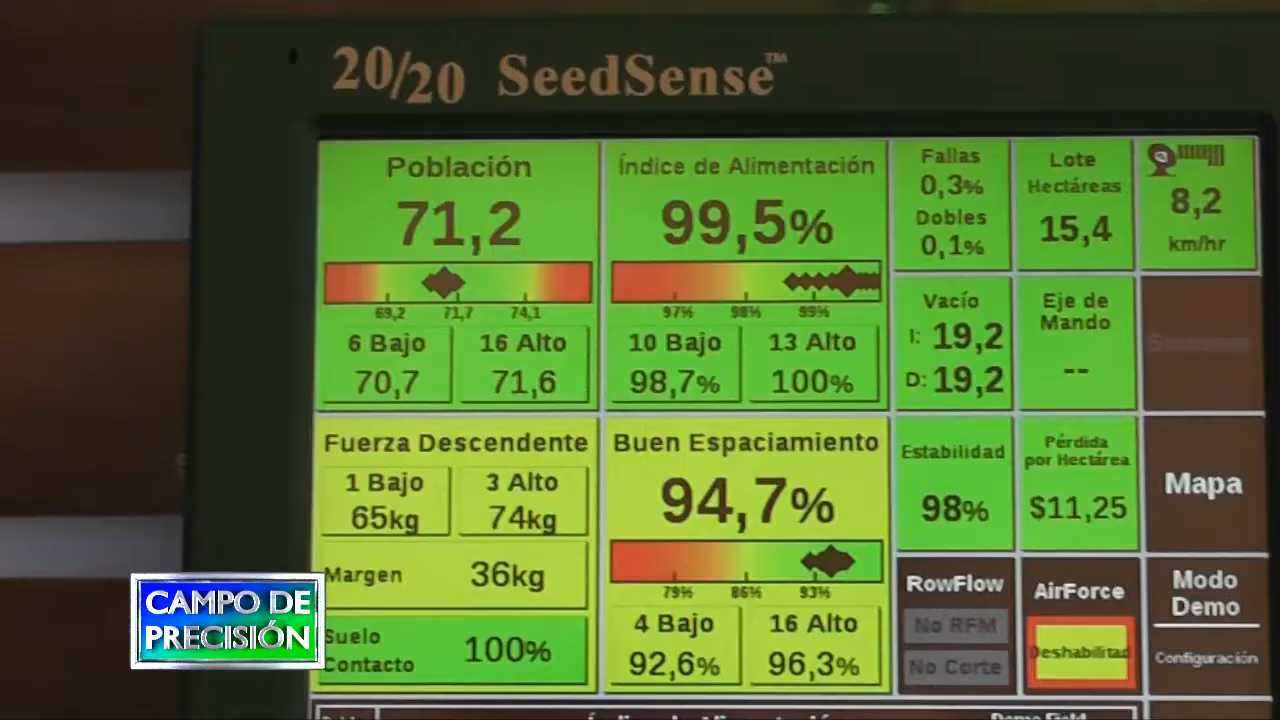 20/20 SeedSense™
Población
71,2
69,2 71,7 74,1
6 Bajo
70,7
16 Alto
71,6
Índice de Alimentación
99,5%
97% 98% 99%
10 Bajo
98,7%
13 Alto
100%
Fallas
0,3%
Dobles
0,1%
Lote
Hectáreas
15,4
8,2
km/hr
Vacío
I: 19,2
D: 19,2
Eje de
Mando
--
Fuerza Descendente
1 Bajo
65kg
3 Alto
74kg
Margen 36kg
Suelo
Contacto
100%
Buen Espaciamiento
94,7%
79% 86% 93%
4 Bajo
92,6%
16 Alto
96,3%
Estabilidad
98%
Pérdida
por Hectárea
$11,25
Mapa
RowFlow
No RFM
No Corte
AirForce
Deshabilitad
Modo
Demo
Configuración
CAMPO DE
PRECISIÓN